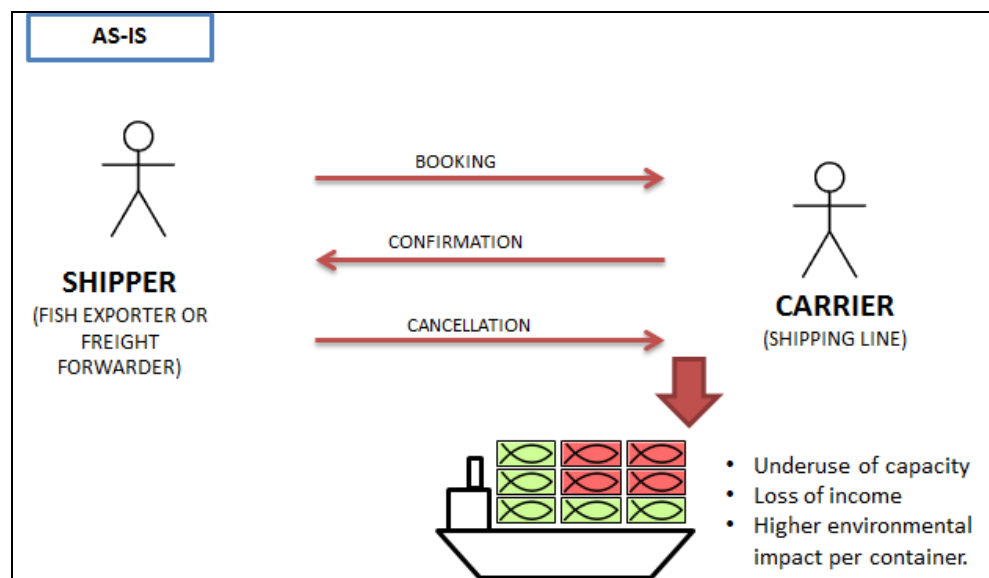 AS-IS
BOOKING
CONFIRMATION
SHIPPER
(FISH EXPORTER OR
FREIGHT
FORWARDER)
CANCELLATION
CARRIER
(SHIPPING LINE)
• Underuse of capacity
• Loss of income
• Higher environmental
impact per container.